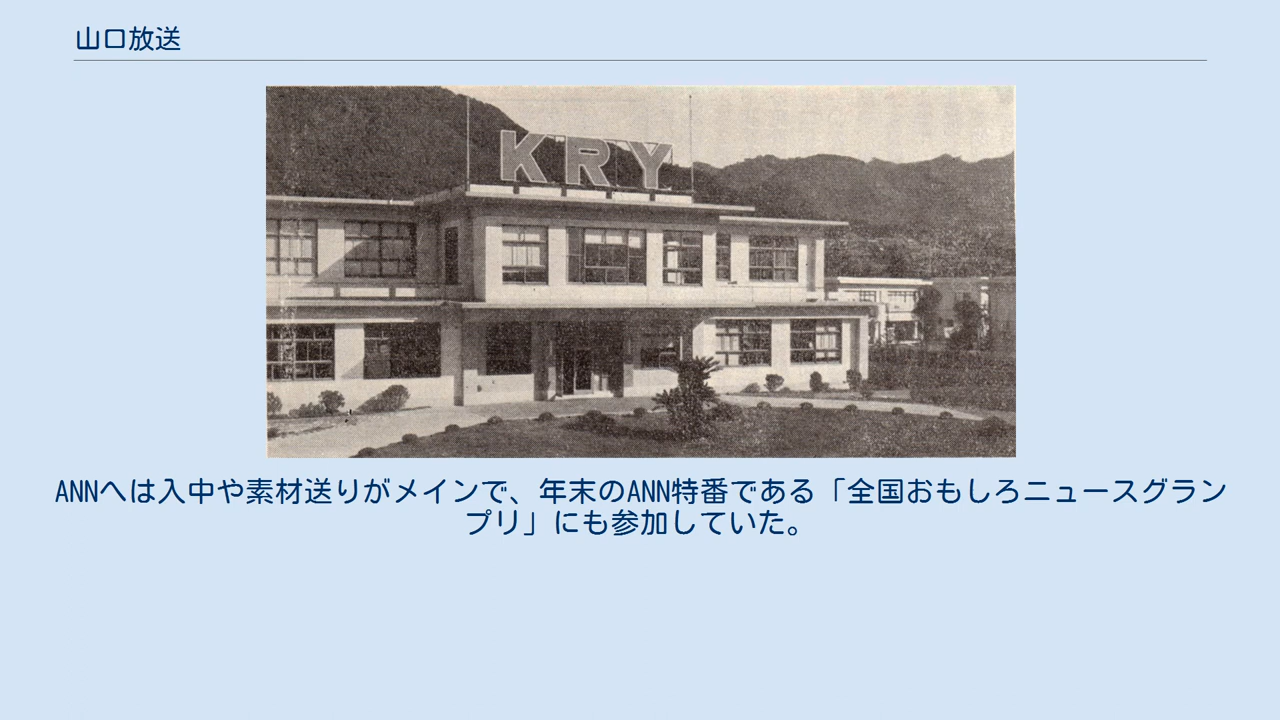 山口放送
KRY
ANNへは入中や素材送りがメインで、年末のANN特番である「全国おもしろニュースグラン
プリ」にも参加していた。